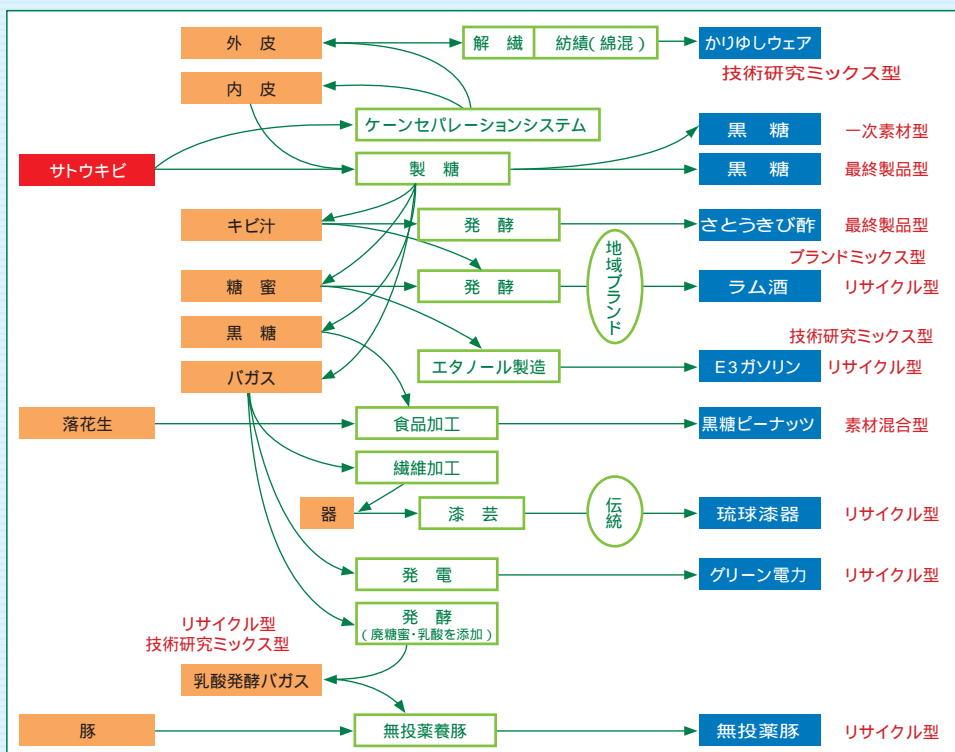 外 皮
解 繊
紡績(綿混)
かりゆしウェア
技術研究ミックス型
内 皮
ケーンセパレーションシステム
黒 糖
一次素材型
サトウキビ
製 糖
黒 糖
最終製品型
キビ汁
発 酵
さとうきび酢
最終製品型
地域ブランド
ブランドミックス型
糖 蜜
発 酵
ラム酒
リサイクル型
黒 糖
技術研究ミックス型
バガス
エタノール製造
E3ガソリン
リサイクル型
落花生
食品加工
黒糖ピーナッツ
素材混合型
繊維加工
器
漆 芸
伝統
琉球漆器
リサイクル型
発 電
グリーン電力
リサイクル型
発 酵
(廃糖蜜・乳酸を添加)
リサイクル型
技術研究ミックス型
乳酸発酵バガス
豚
無投薬養豚
無投薬豚
リサイクル型